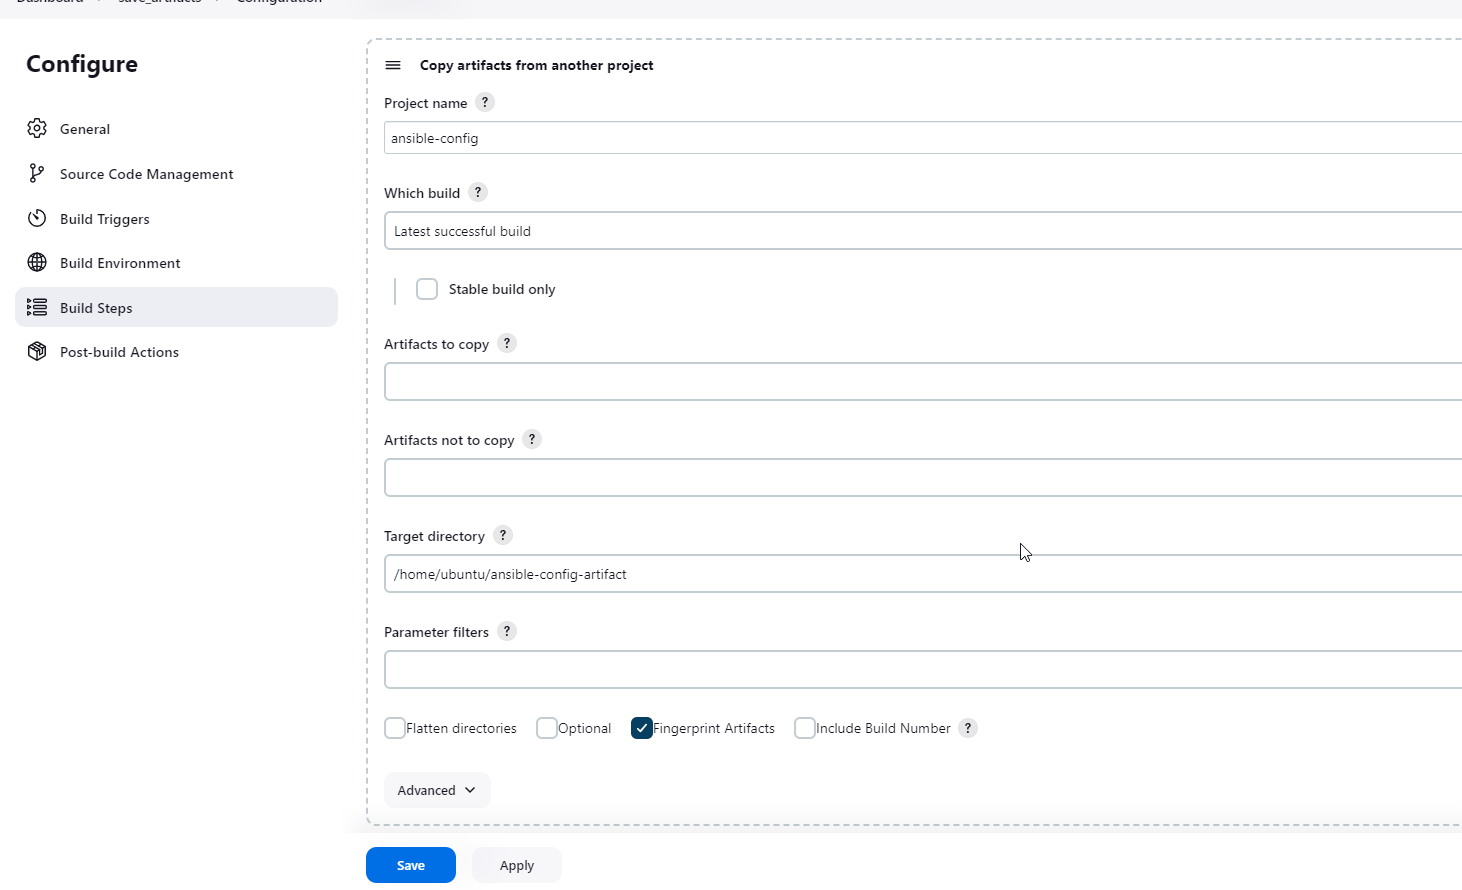 Dashboard save_artifacts Configuration
Configure
General
Source Code Management
Build Triggers
Build Environment
Build Steps
Post-build Actions
Copy artifacts from another project
Project name ?
ansible-config
Which build ?
Latest successful build
Stable build only
Artifacts to copy ?
Artifacts not to copy ?
Target directory ?
/home/ubuntu/ansible-config-artifact
Parameter filters ?
Flatten directories Optional Fingerprint Artifacts Include Build Number ?
Advanced
Save Apply